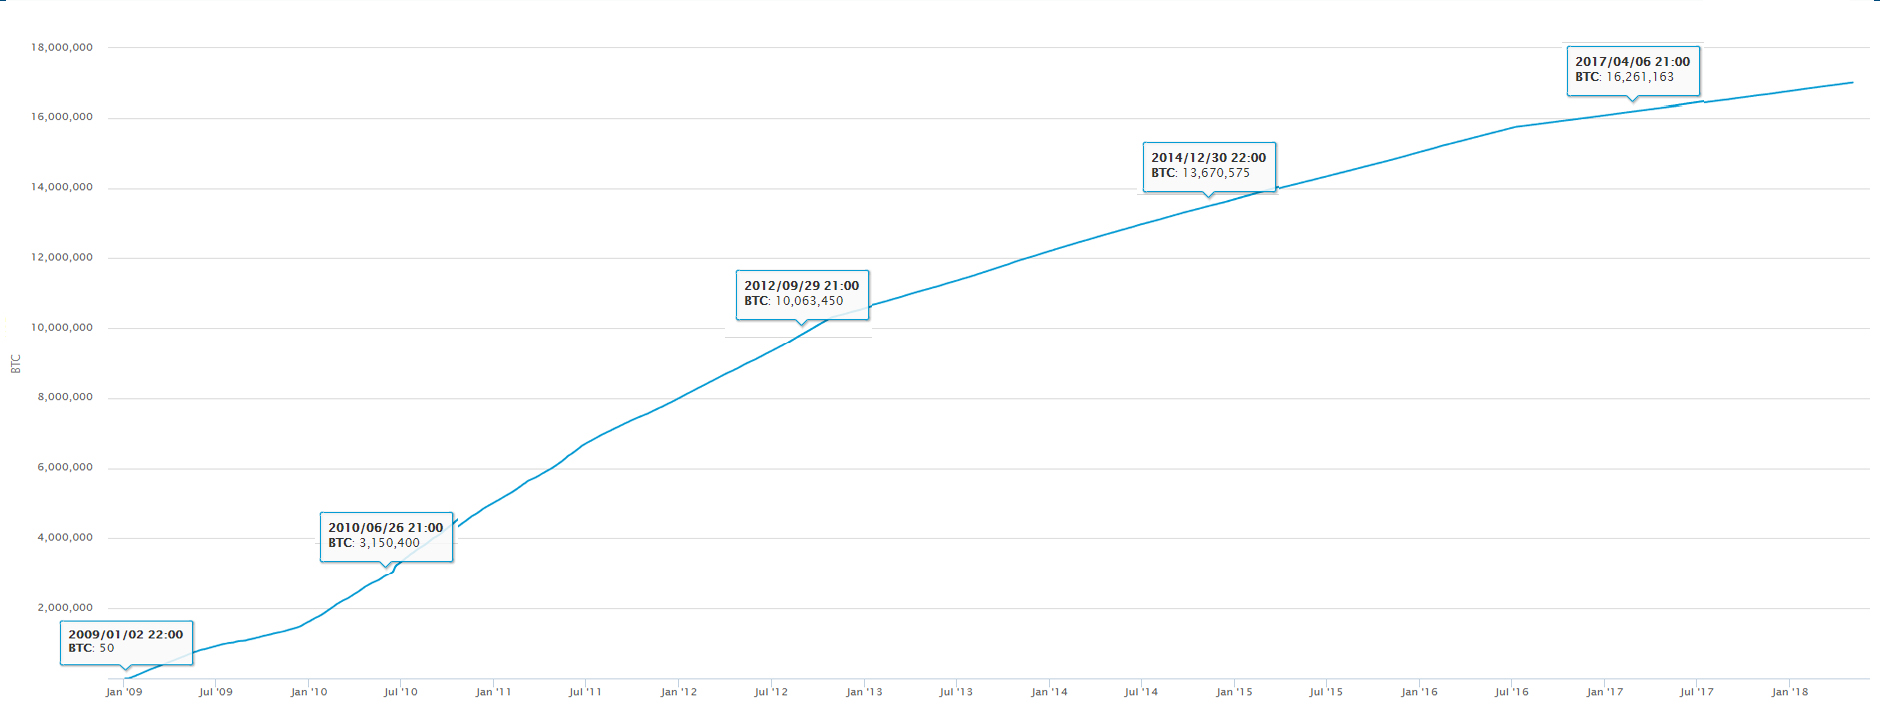 18,000,000
2017/04/06 21:00
BTC: 16,261,163
16,000,000
2014/12/30 22:00
BTC: 13,670,575
14,000,000
12,000,000
2012/09/29 21:00
BTC: 10,063,450
10,000,000
BTC
8,000,000
6,000,000
2010/06/26 21:00
BTC: 3,150,400
4,000,000
2,000,000
2009/01/02 22:00
BTC: 50
Jan '09 Jul '09 Jan '10 Jul '10 Jan '11 Jul '11 Jan '12 Jul '12 Jan '13 Jul '13 Jan '14 Jul '14 Jan '15 Jul '15 Jan '16 Jul '16 Jan '17 Jul '17 Jan '18